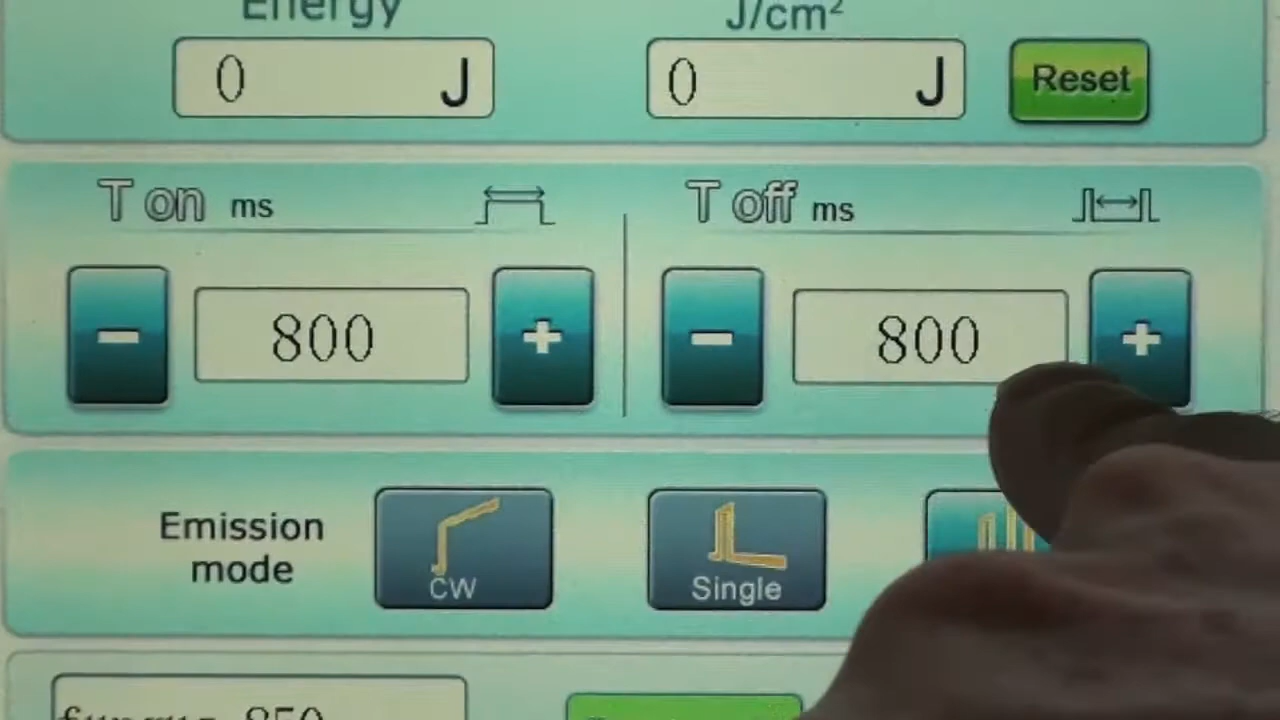 Energy J/cm²
0 J 0 J Reset
T on ms T off ms
- 800 + - 800 +
Emission mode
CW Single